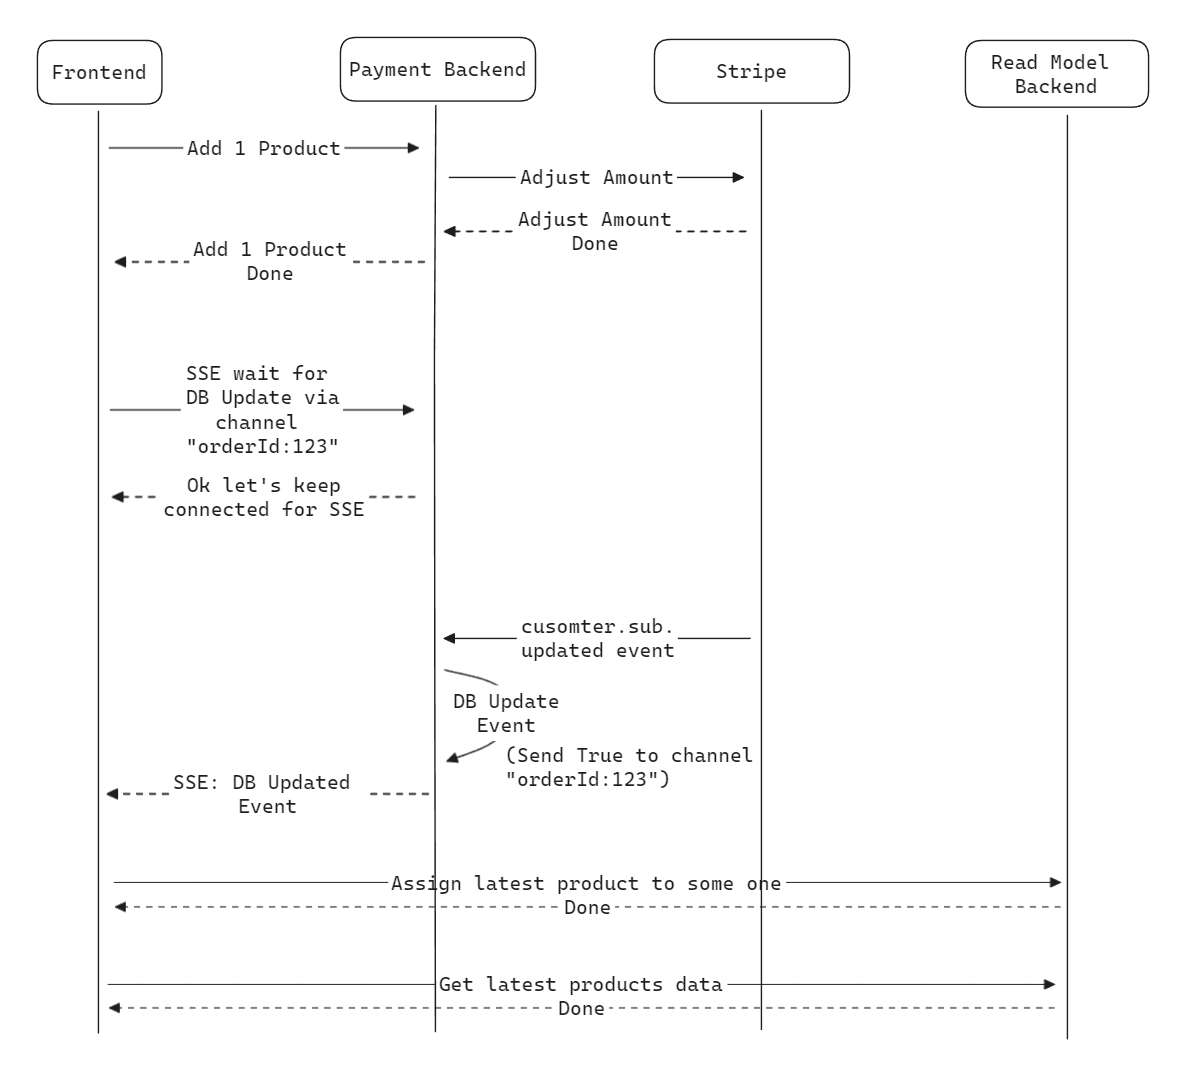 Frontend
Payment Backend
Stripe
Read Model
Backend
Add 1 Product
Adjust Amount
Adjust Amount
Done
Add 1 Product
Done
SSE wait for
DB Update via
channel
"orderId:123"
Ok let's keep
connected for SSE
cusomter.sub.
updated event
DB Update
Event
(Send True to channel
"orderId:123")
SSE: DB Updated
Event
Assign latest product to some one
Done
Get latest products data
Done